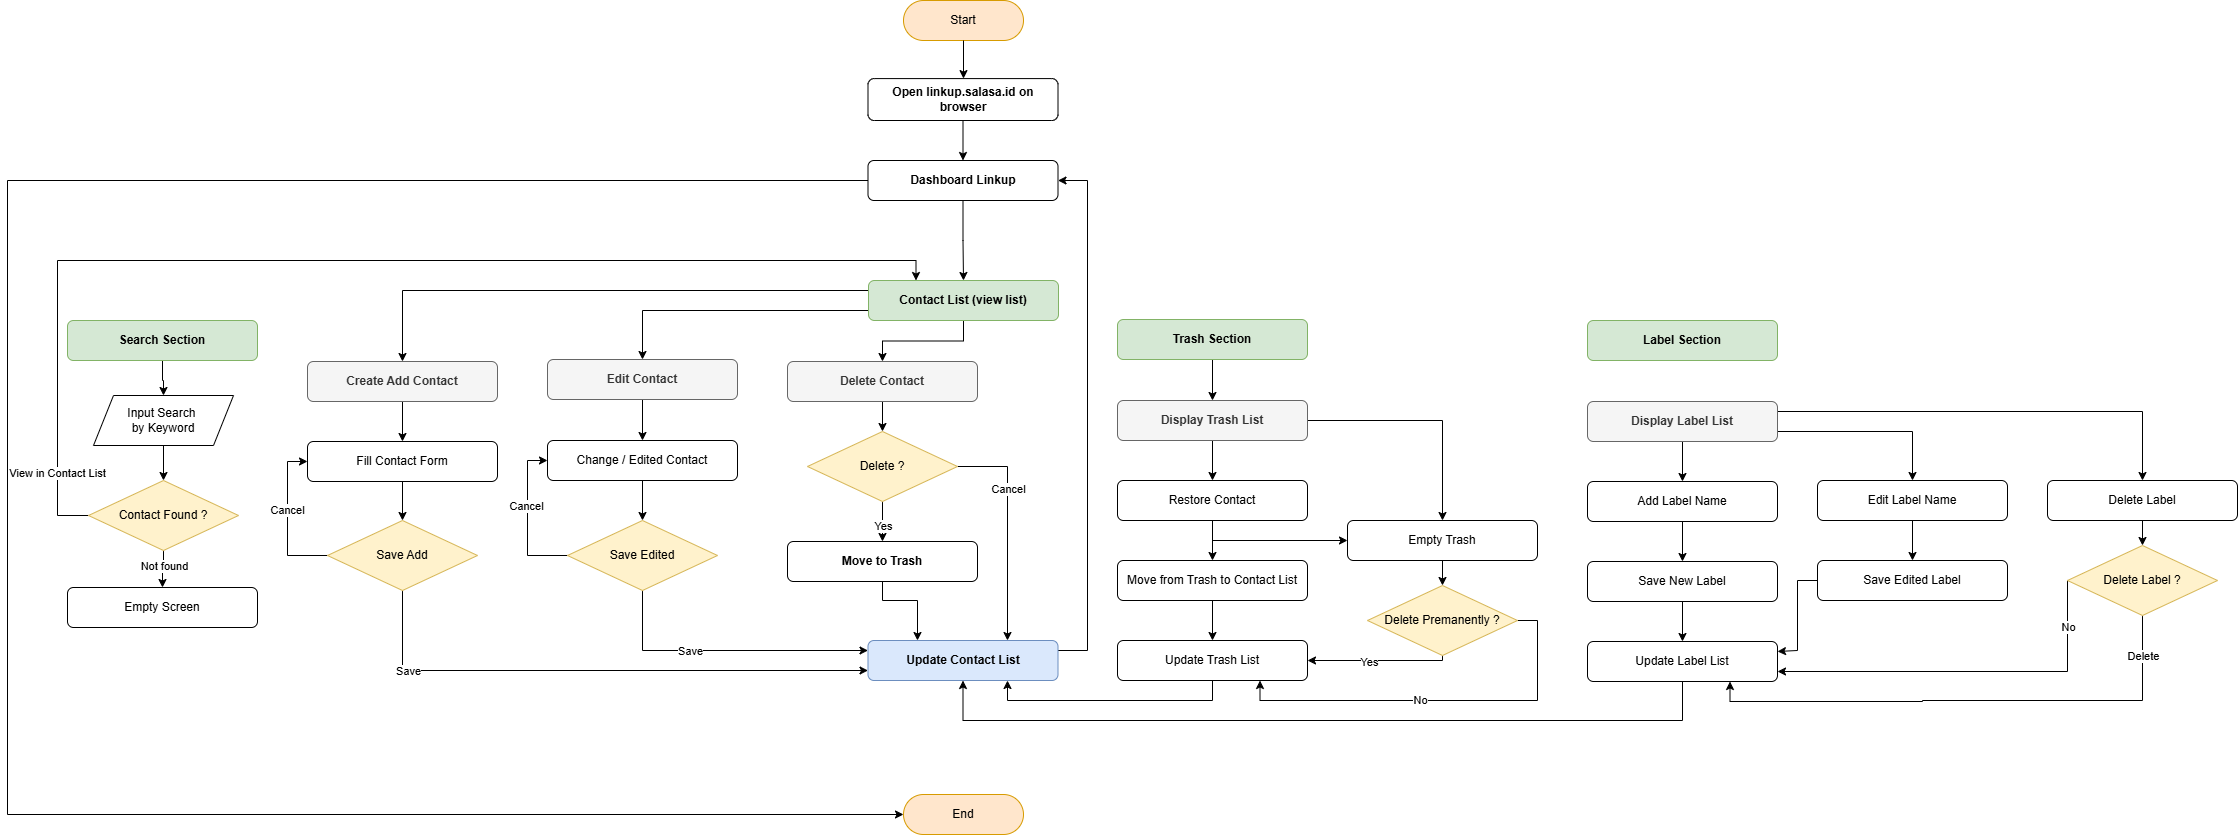 Start
Open linkup.salasa.id on
browser
Dashboard Linkup
Contact List (view list)
Search Section
Trash Section
Label Section
Create Add Contact
Edit Contact
Delete Contact
Display Trash List
Display Label List
Input Search
by Keyword
Fill Contact Form
Change / Edited Contact
Delete ?
Cancel
View in Contact List
Restore Contact
Add Label Name
Edit Label Name
Delete Label
Cancel
Cancel
Contact Found ?
Yes
Save Add
Save Edited
Move to Trash
Empty Trash
Not found
Move from Trash to Contact List
Save New Label
Save Edited Label
Delete Label ?
Empty Screen
Delete Premanently ?
No
Save
Update Contact List
Update Trash List
Yes
Update Label List
Delete
Save
No
End